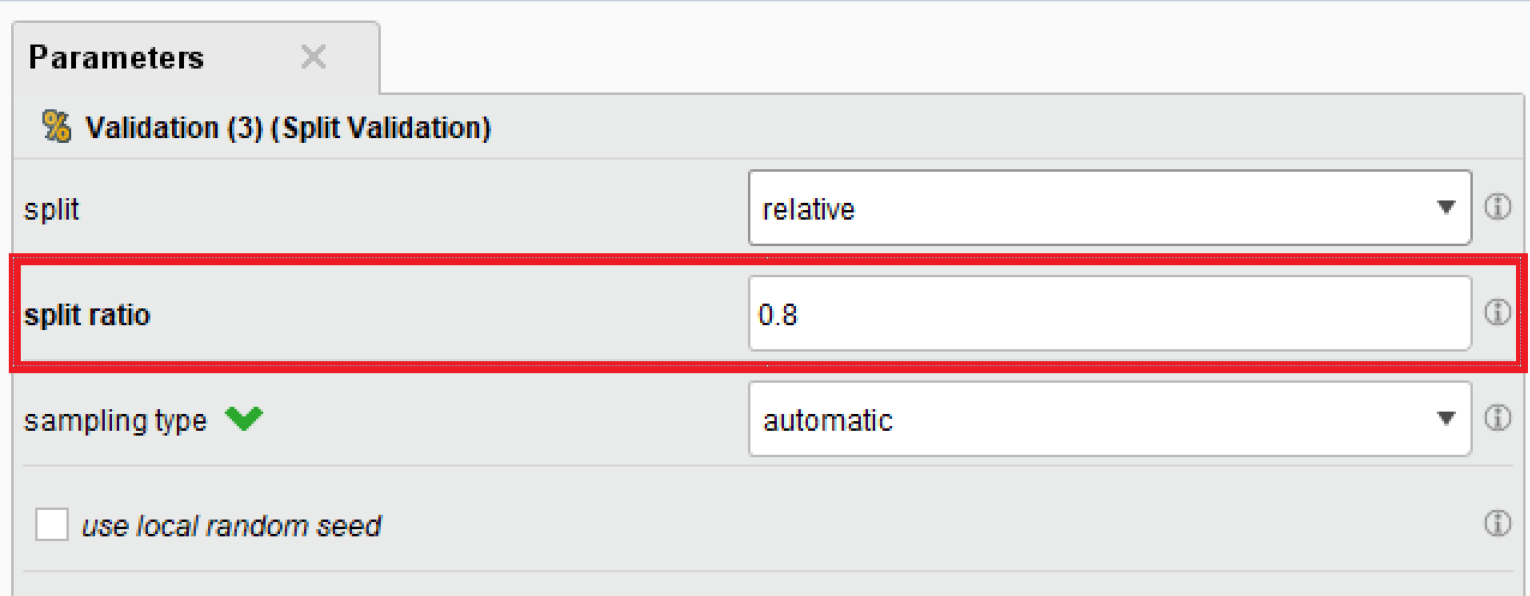 Parameters
Validation (3) (Split Validation)
split relative
split ratio 0.8
sampling type automatic
use local random seed